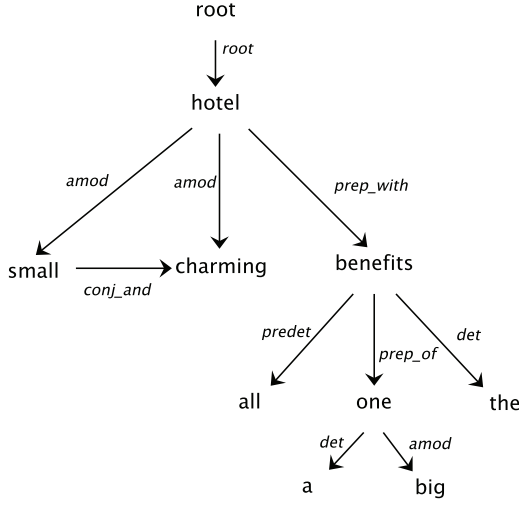 root
root
hotel
amod amod prep_with
small charming benefits
conj_and
predet prep_of det
all one the
det amod
a big